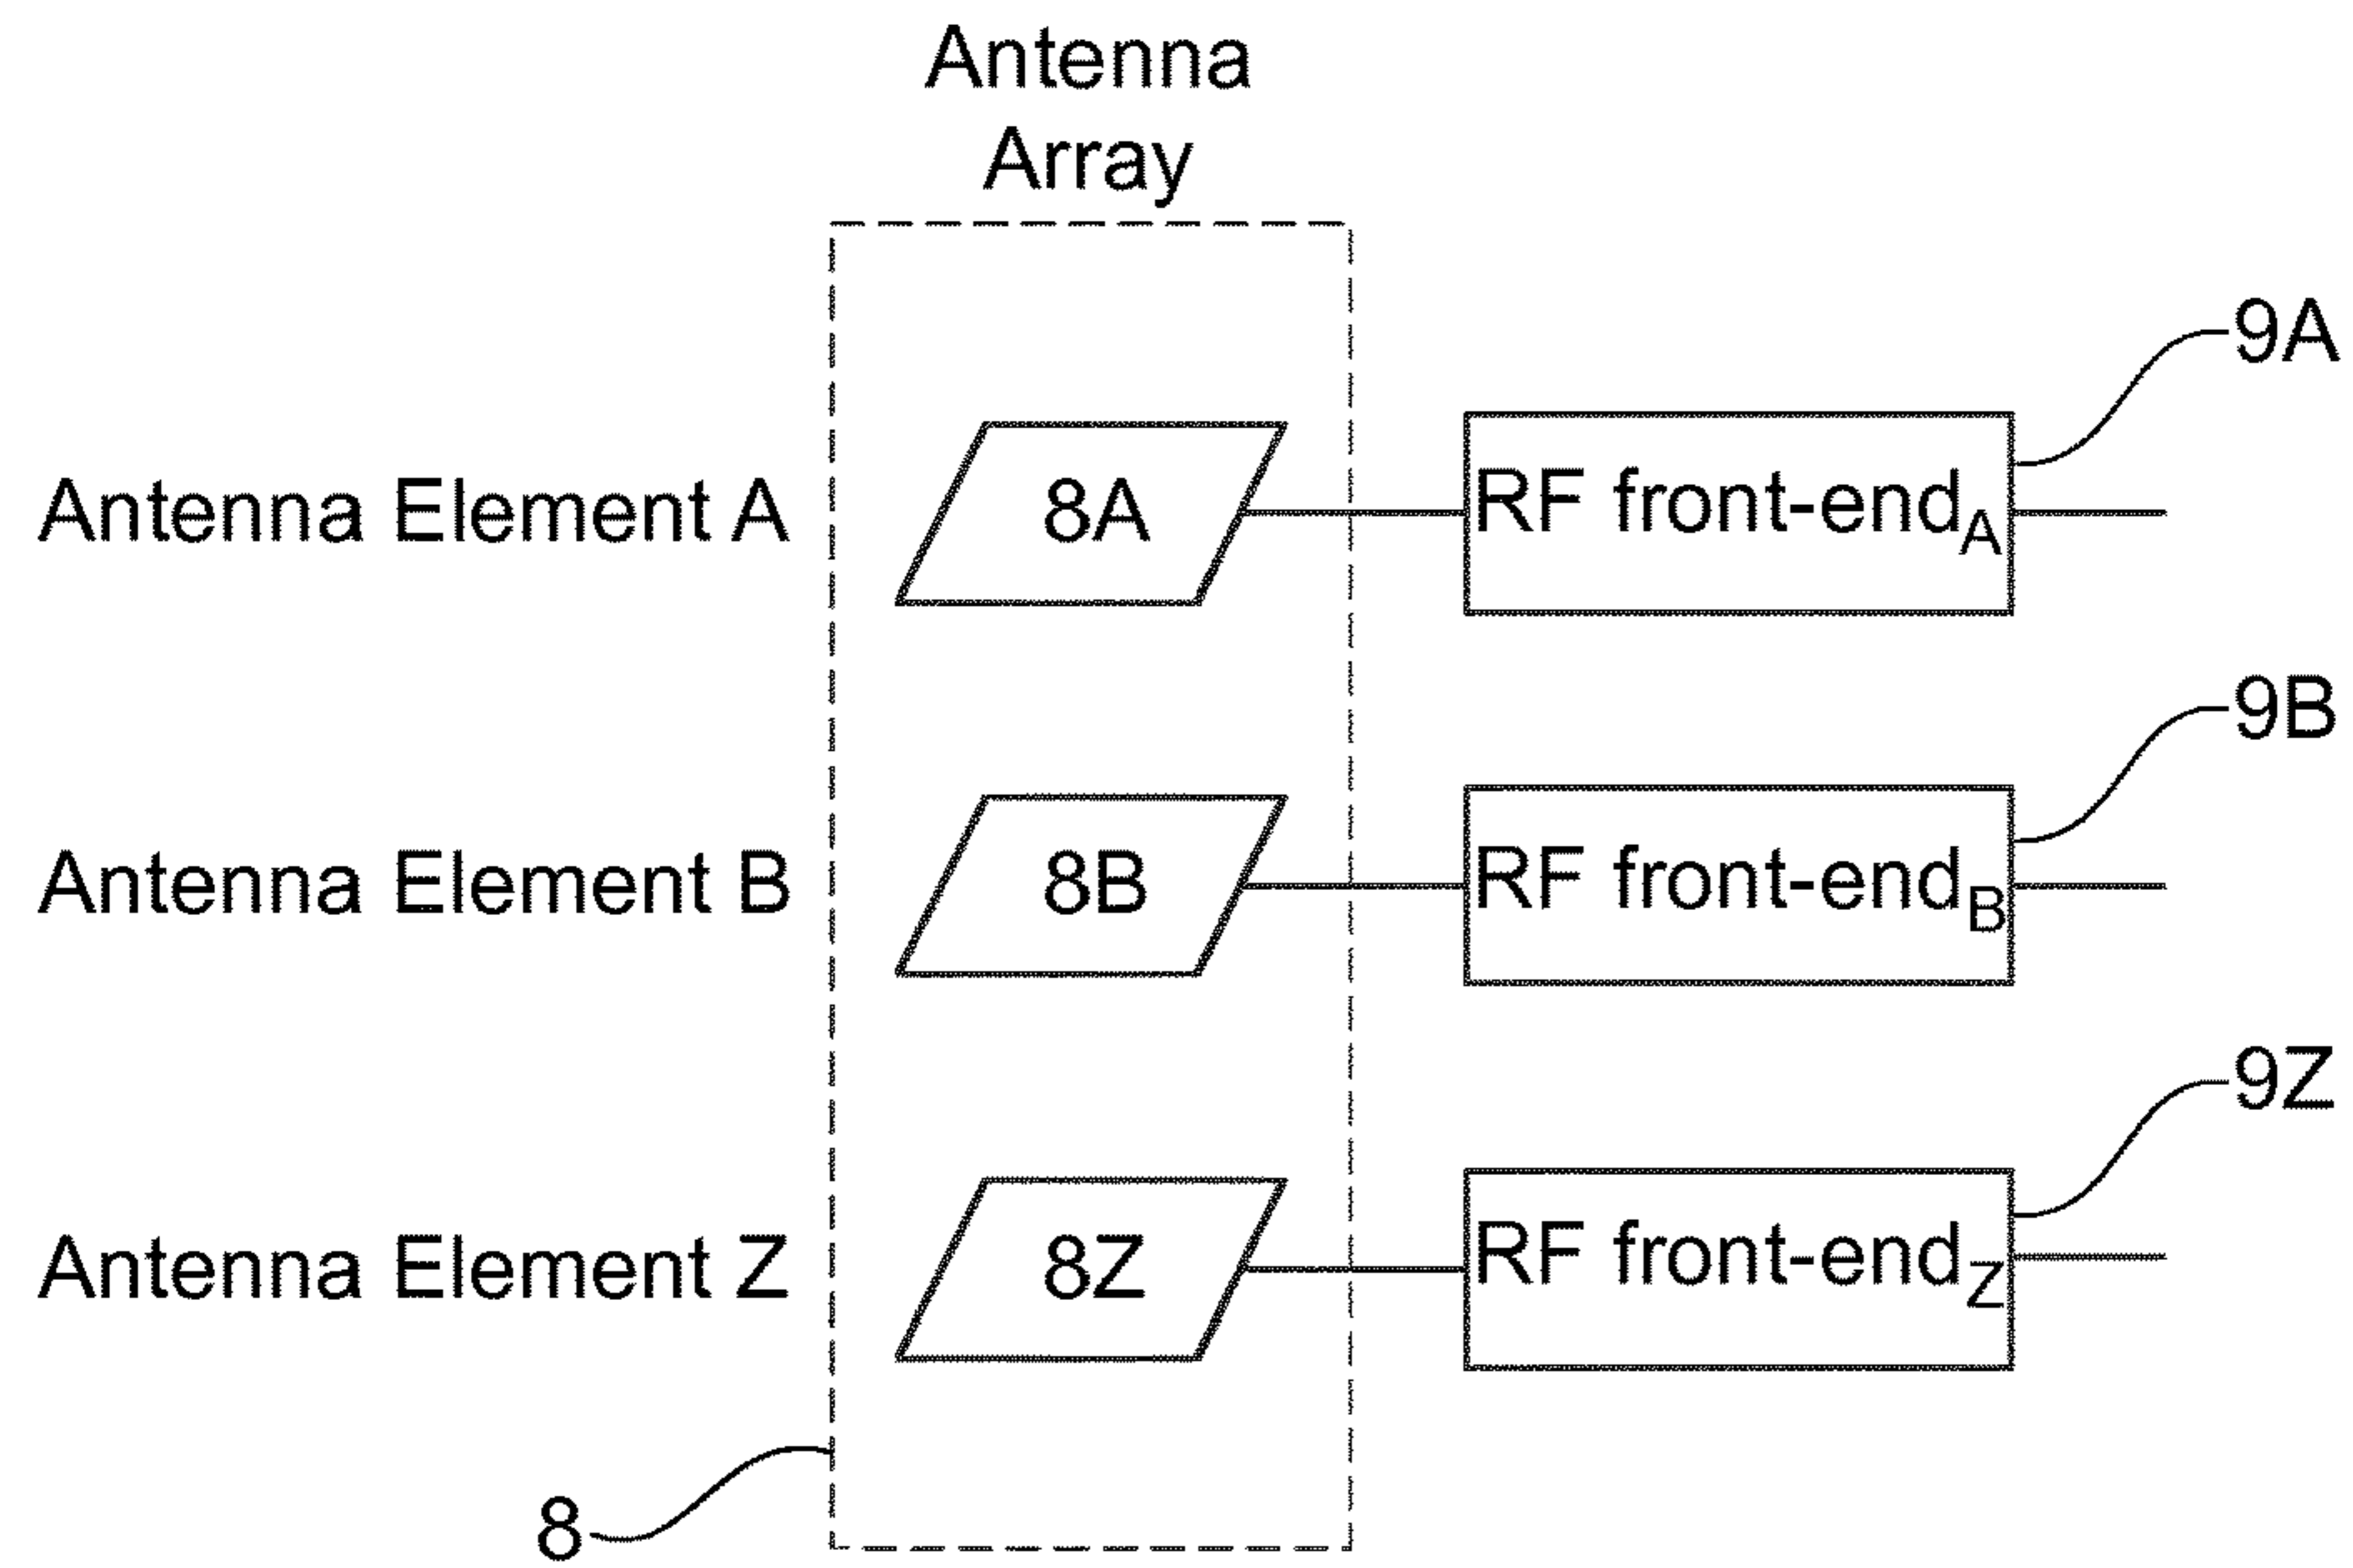 Antenna
Array
9A
Antenna Element A
8A
RF front-endA
9B
Antenna Element B
8B
RF front-endB
9Z
Antenna Element Z
8Z
RF front-endZ
8